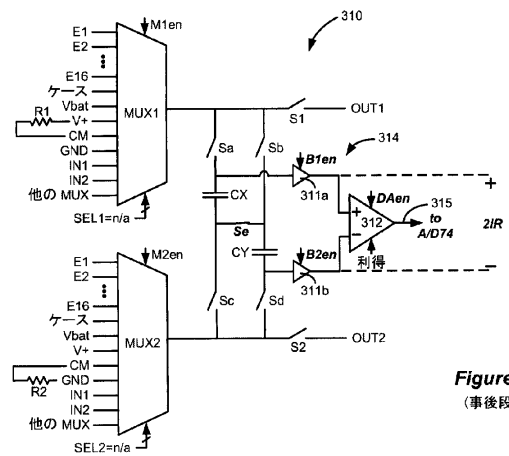 310
M1en
E1
E2
E16
ケース
Vbat
R1
V+
CM
GND
IN1
IN2
他の MUX
MUX1
SEL1=n/a
S1
OUT1
Sa
Sb
314
B1en
311a
CX
Se
CY
DAen
312
315
to
A/D74
+
2IR
−
+
−
利得
B2en
311b
Sc
Sd
M2en
E1
E2
E16
ケース
Vbat
V+
CM
R2
GND
IN1
IN2
他の MUX
MUX2
SEL2=n/a
S2
OUT2
Figure
(事後段